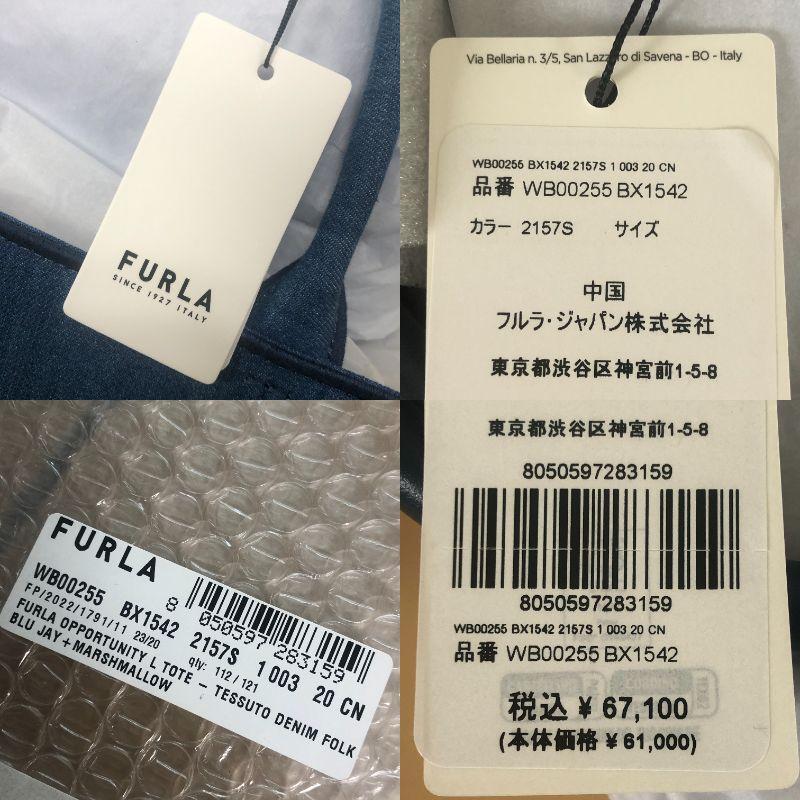 FURLA
SINCE 1927 ITALY
Via Bellaria n. 3/5, San Lazzaro di Savena - BO - Italy
WB00255 BX1542 2157S 1 003 20 CN
品番 WB00255 BX1542
カラー 2157S サイズ
中国
フルラ・ジャパン株式会社
東京都渋谷区神宮前1-5-8
FURLA
8 050597 283159
WB00255 BX1542 2157S 1 003 20 CN
FP/2022/1791/11 23/20 qty: 112 / 121
FURLA OPPORTUNITY L TOTE - TESSUTO DENIM FOLK
BLU JAY+MARSHMALLOW
東京都渋谷区神宮前1-5-8
8050597283159
8050597283159
WB00255 BX1542 2157S 1 003 20 CN
品番 WB00255 BX1542
税込 ¥ 67,100
(本体価格 ¥ 61,000)